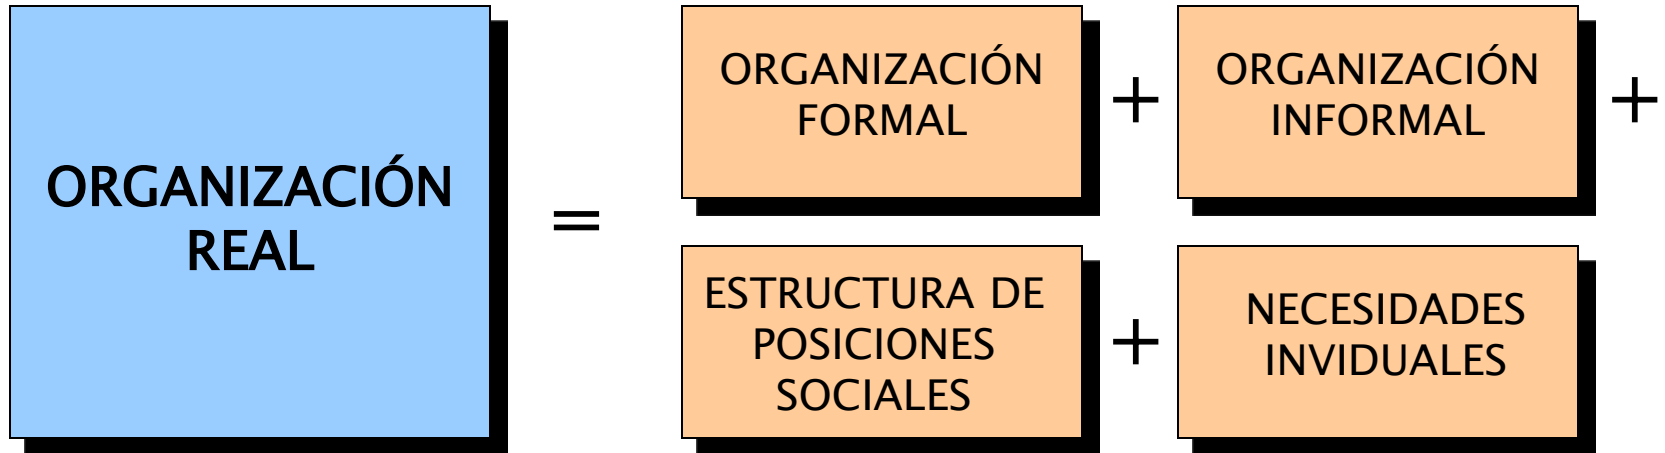 ORGANIZACIÓN
REAL
=
ORGANIZACIÓN
FORMAL
+
ORGANIZACIÓN
INFORMAL
+
ESTRUCTURA DE
POSICIONES
SOCIALES
+
NECESIDADES
INVIDUALES